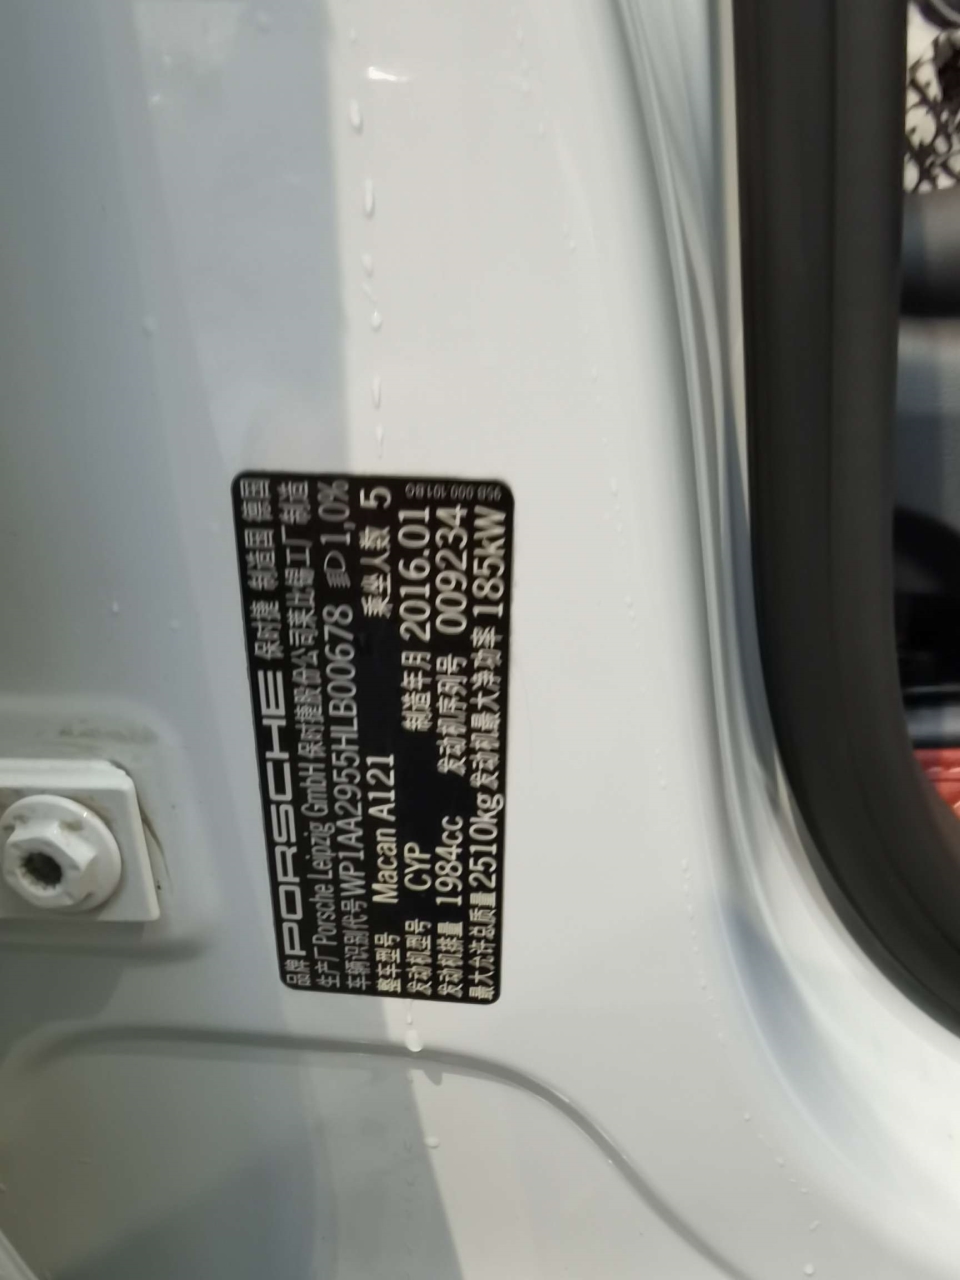 品牌 PORSCHE 保时捷 制造国 德国
生产厂 Porsche Leipzig GmbH 保时捷股份公司莱比锡工厂制造
车辆识别代号 WP1AA2955HLB00678 1,0%
整车型号 Macan A121 乘坐人数 5
发动机型号 CYP 制造年月 2016.01
发动机排量 1984cc 发动机序列号 009234
最大允许总质量 2510kg 发动机最大净功率 185kW
95B.000.101.BQ